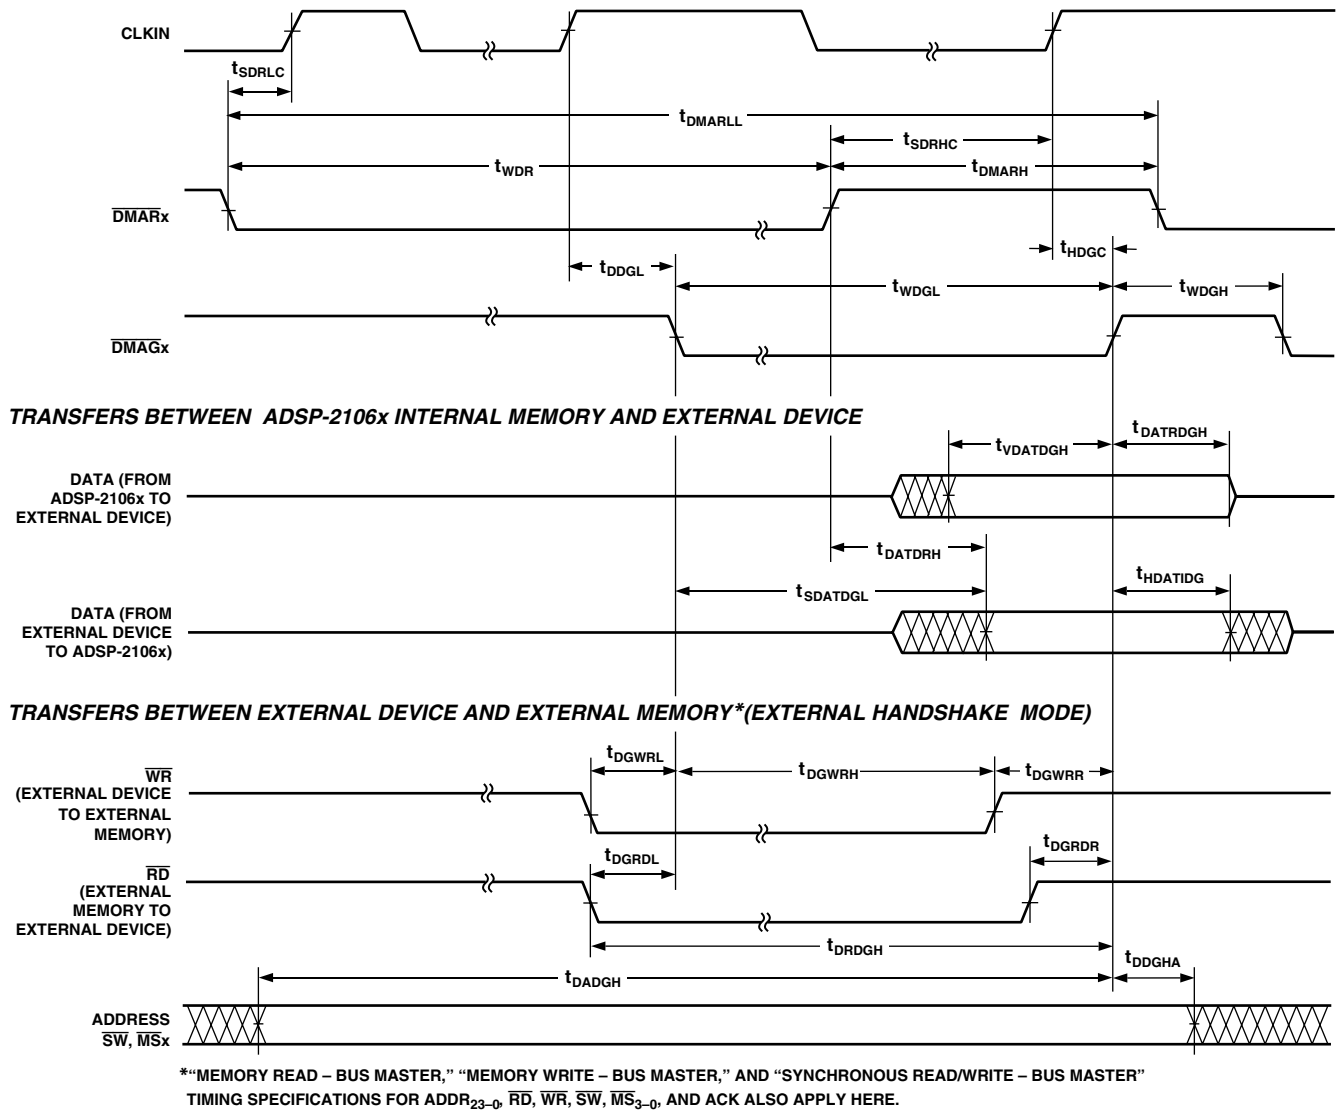 CLKIN
tSDRLC
tDMARLL
tSDRHC
tWDR
tDMARH
DMARx
tHDGC
tDDGL
tWDGL
tWDGH
DMAGx
TRANSFERS BETWEEN ADSP-2106x INTERNAL MEMORY AND EXTERNAL DEVICE
tDATRDGH
tVDATDGH
DATA (FROM
ADSP-2106x TO
EXTERNAL DEVICE)
tDATDRH
tHDATIDG
tSDATDGL
DATA (FROM
EXTERNAL DEVICE
TO ADSP-2106x)
TRANSFERS BETWEEN EXTERNAL DEVICE AND EXTERNAL MEMORY*(EXTERNAL HANDSHAKE MODE)
tDGWRL
tDGWRH
tDGWRR
WR
(EXTERNAL DEVICE
TO EXTERNAL
MEMORY)
tDGRDR
tDGRDL
RD
(EXTERNAL
MEMORY TO
EXTERNAL DEVICE)
tDRDGH
tDADGH
tDDGHA
ADDRESS
SW, MSx
*“MEMORY READ – BUS MASTER,” “MEMORY WRITE – BUS MASTER,” AND “SYNCHRONOUS READ/WRITE – BUS MASTER”
TIMING SPECIFICATIONS FOR ADDR23–0, RD, WR, SW, MS3–0, AND ACK ALSO APPLY HERE.